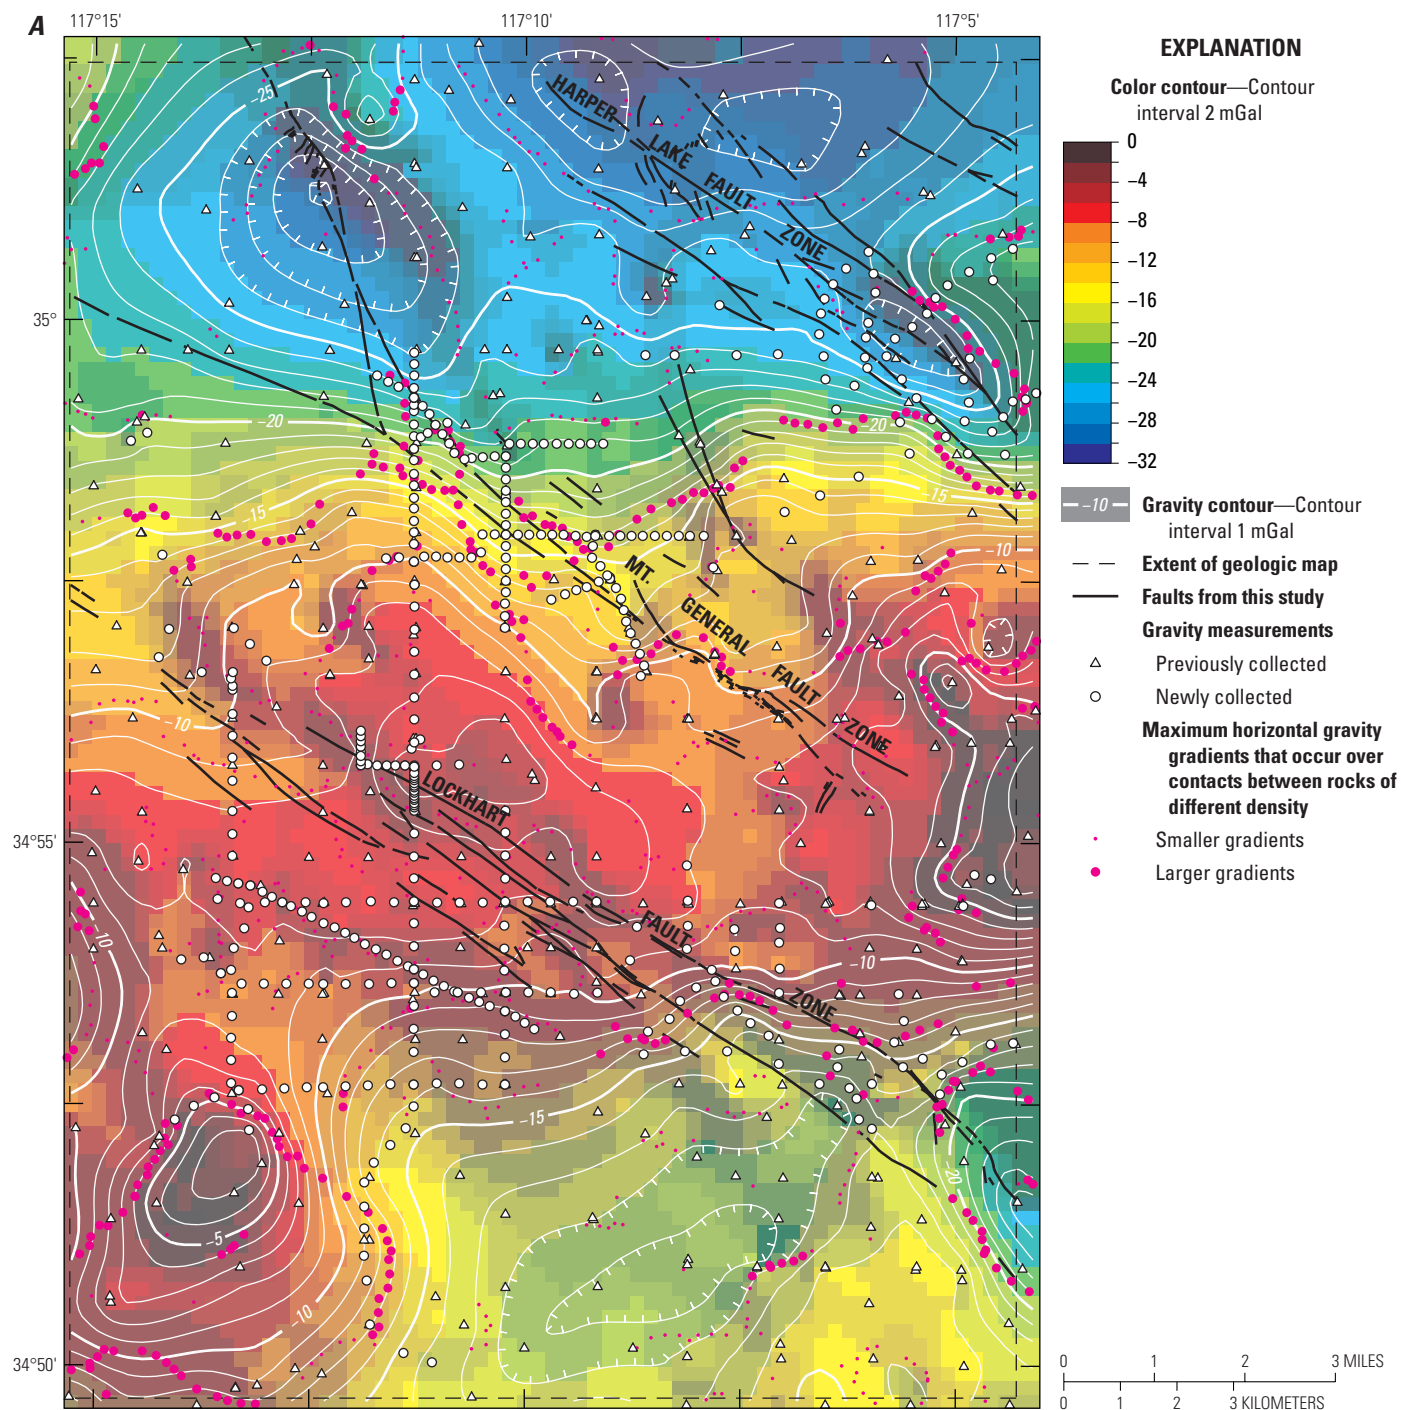 A
117°15'
117°10'
117°5'
35°
34°55'
34°50'
−25
HARPER
LAKE
FAULT
ZONE
−20
−20
−15
15
−10
MT.
GENERAL
FAULT
ZONE
−10
LOCKHART
FAULT
ZONE
−10
−10
−15
−20
−5
−10
EXPLANATION
Color contour—Contour
interval 2 mGal
0
−4
−8
−12
−16
−20
−24
−28
−32
−10
Gravity contour—Contour
interval 1 mGal
Extent of geologic map
Faults from this study
Gravity measurements
Previously collected
Newly collected
Maximum horizontal gravity
gradients that occur over
contacts between rocks of
different density
Smaller gradients
Larger gradients
0 1 2 3 MILES
0 1 2 3 KILOMETERS